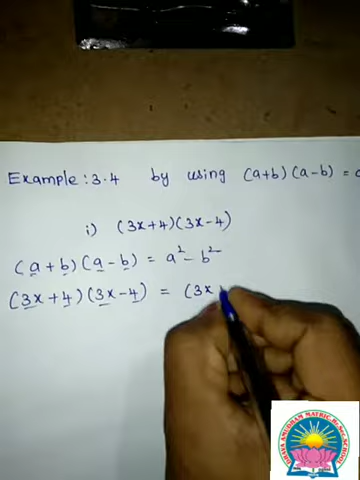 Example : 3.4 by using (a+b) (a-b) = a
i) (3x+4)(3x-4)
(a+b)(a-b) = a² - b²
(3x+4)(3x-4) = (3x